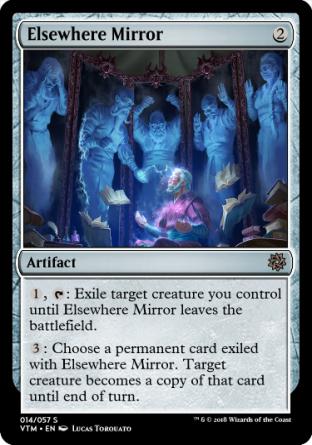 Elsewhere Mirror 2
Artifact
1, T: Exile target creature you control
until Elsewhere Mirror leaves the
battlefield.
3: Choose a permanent card exiled
with Elsewhere Mirror. Target
creature becomes a copy of that card
until end of turn.
014/057 S
VTM • EN Lucas Torquato
™ & © 2018 Wizards of the Coast